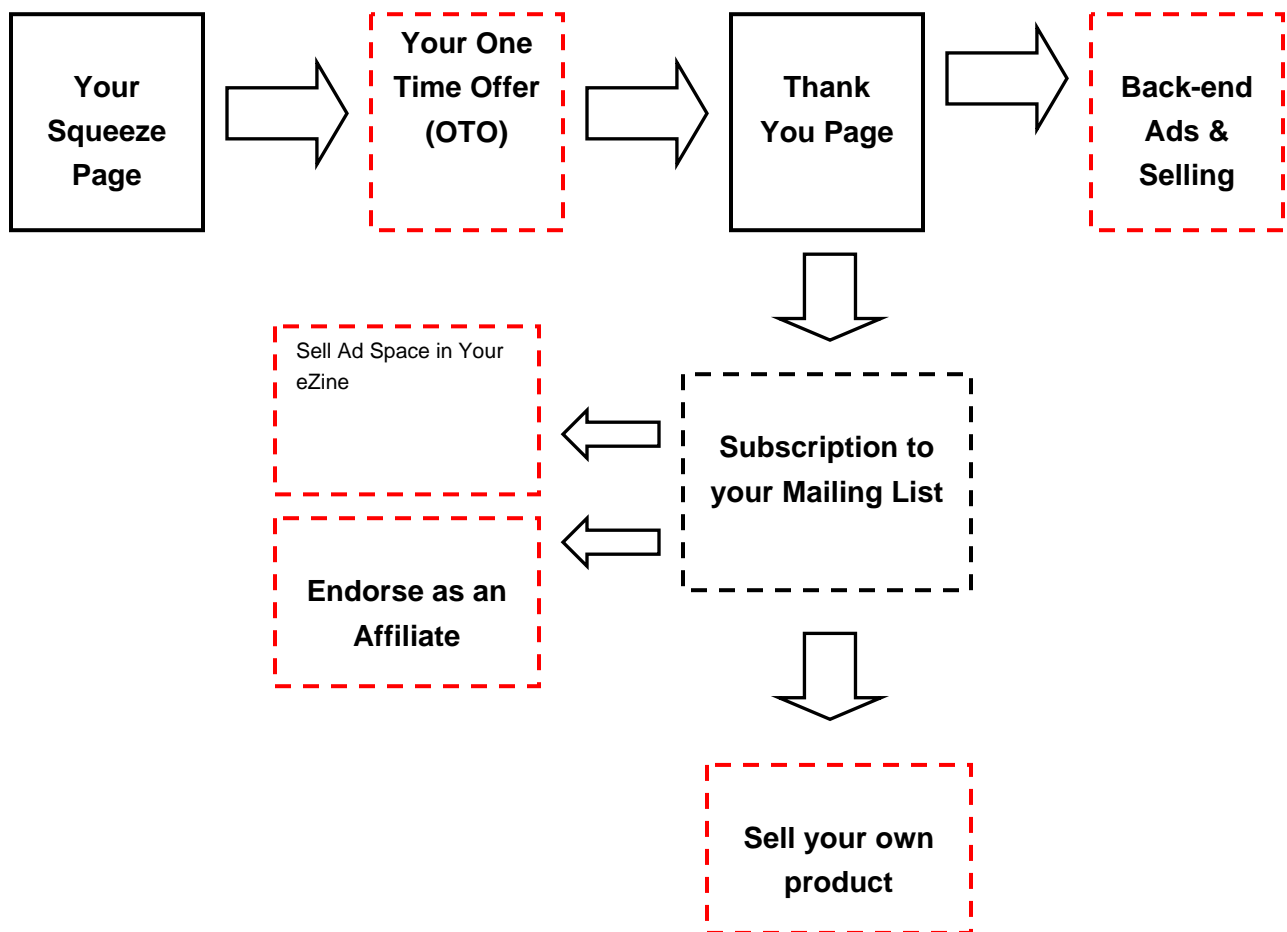 Your
Squeeze
Page
Your One
Time Offer
(OTO)
Thank
You Page
Back-end
Ads &
Selling
Sell Ad Space in Your
eZine
Subscription to
your Mailing List
Endorse as an
Affiliate
Sell your own
product